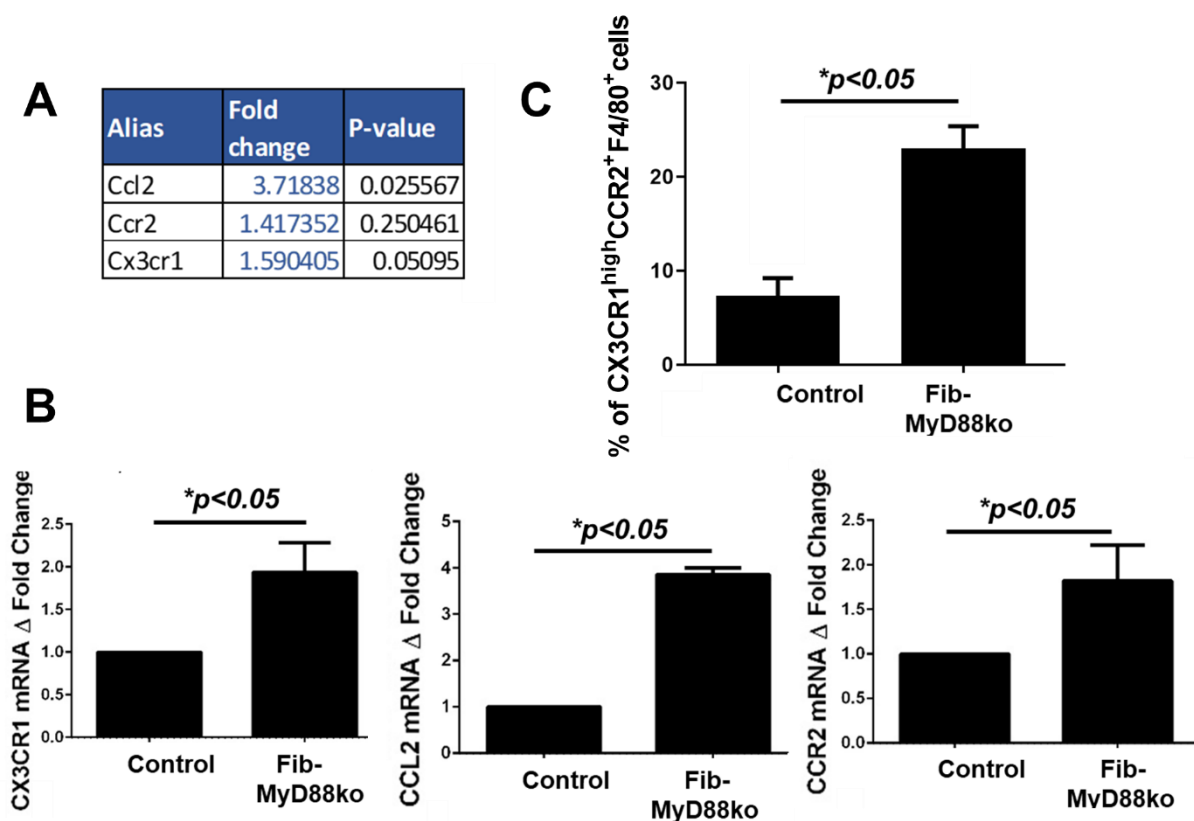 A
Alias Fold change P-value
Ccl2 3.71838 0.025567
Ccr2 1.417352 0.250461
Cx3cr1 1.590405 0.05095
C
% of CX3CR1highCCR2+F4/80+ cells
30
20
10
0
*p<0.05
Control
Fib-
MyD88ko
B
CX3CR1 mRNA Δ Fold Change
2.5
2.0
1.5
1.0
0.5
0.0
*p<0.05
Control
Fib-
MyD88ko
CCL2 mRNA Δ Fold Change
5
4
3
2
1
0
*p<0.05
Control
Fib-
MyD88ko
CCR2 mRNA Δ Fold Change
2.5
2.0
1.5
1.0
0.5
0.0
*p<0.05
Control
Fib-
MyD88ko